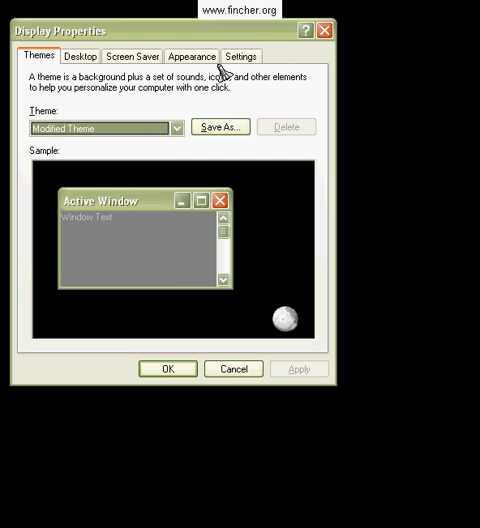 www.fincher.org
Display Properties
Themes Desktop Screen Saver Appearance Settings
A theme is a background plus a set of sounds, icons, and other elements
to help you personalize your computer with one click.
Theme:
Modified Theme Save As... Delete
Sample:
Active Window
Window Text
OK Cancel Apply